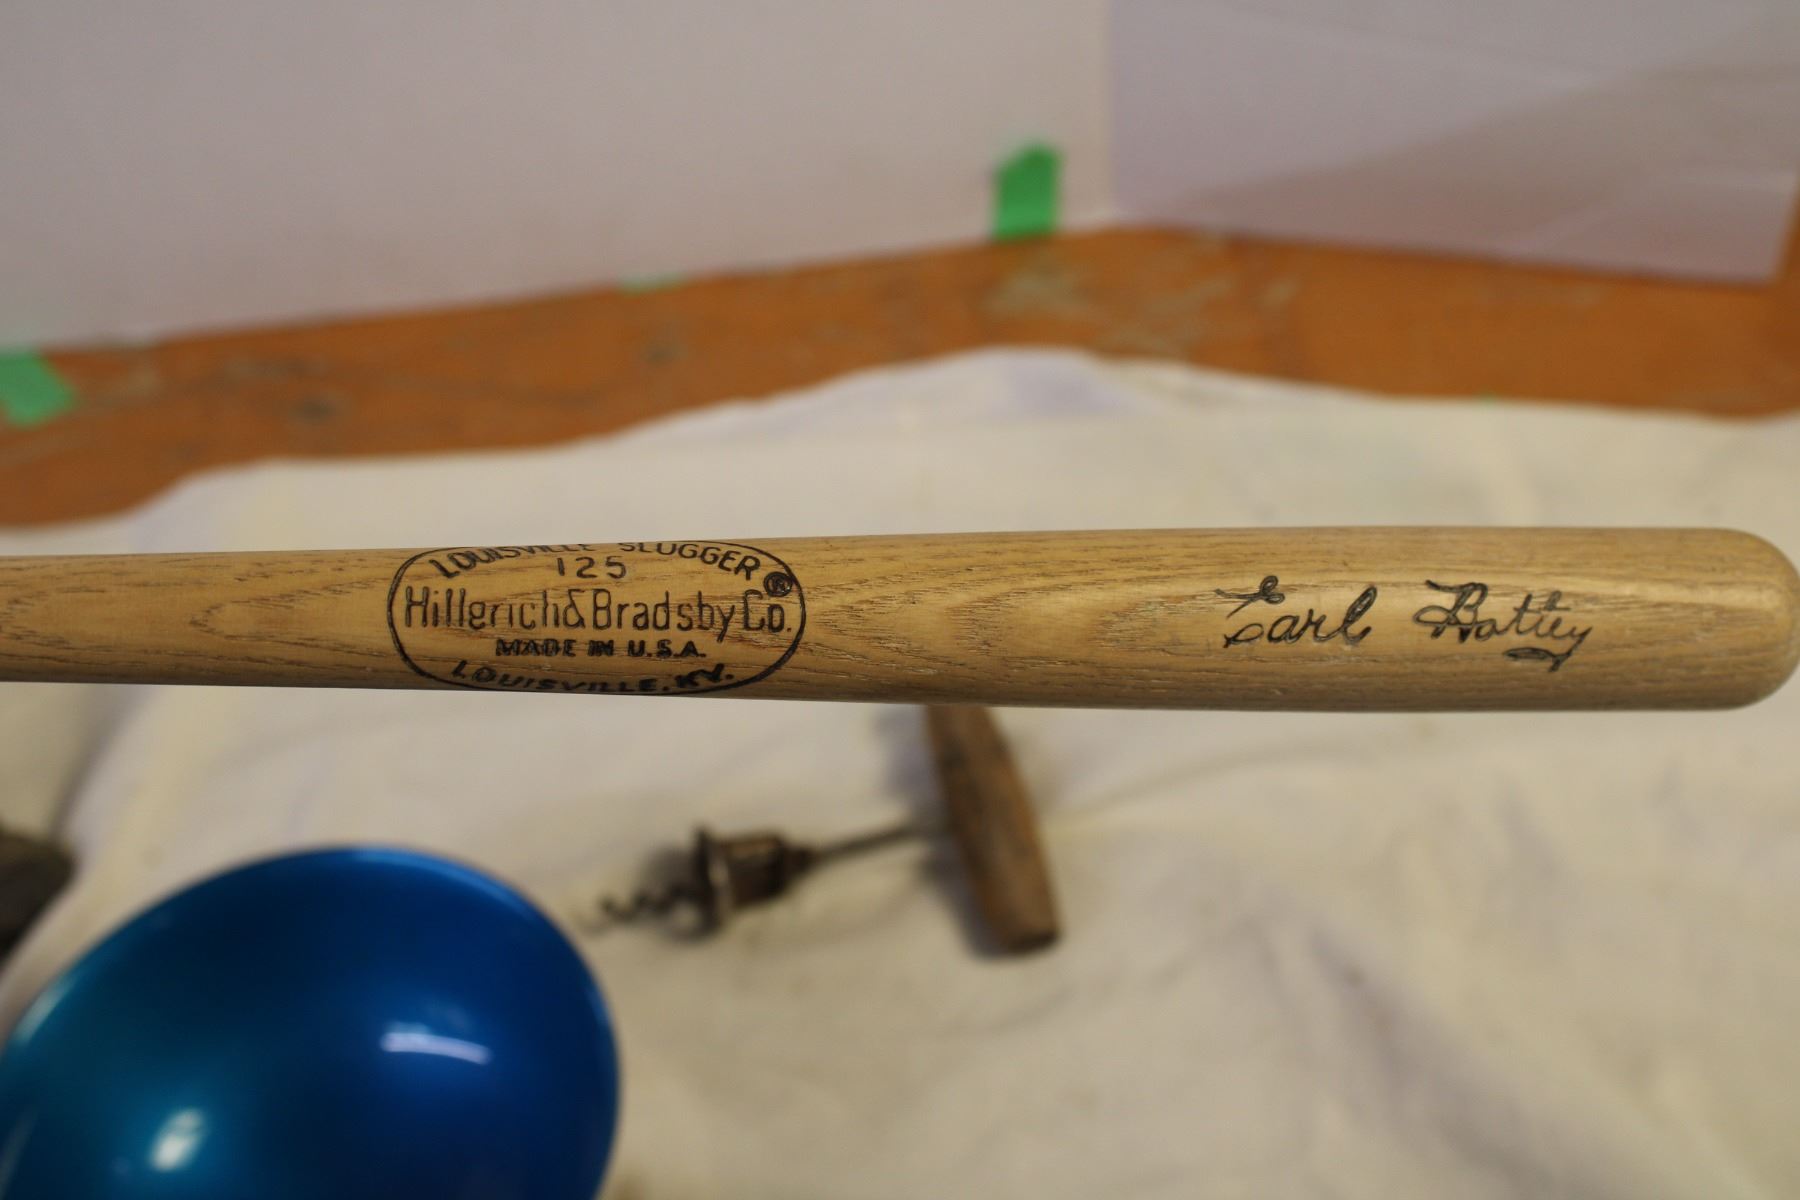 LOUISVILLE SLUGGER ®
125
Hillerich & Bradsby Co.
MADE IN U.S.A.
LOUISVILLE, KY.
Earl Battey